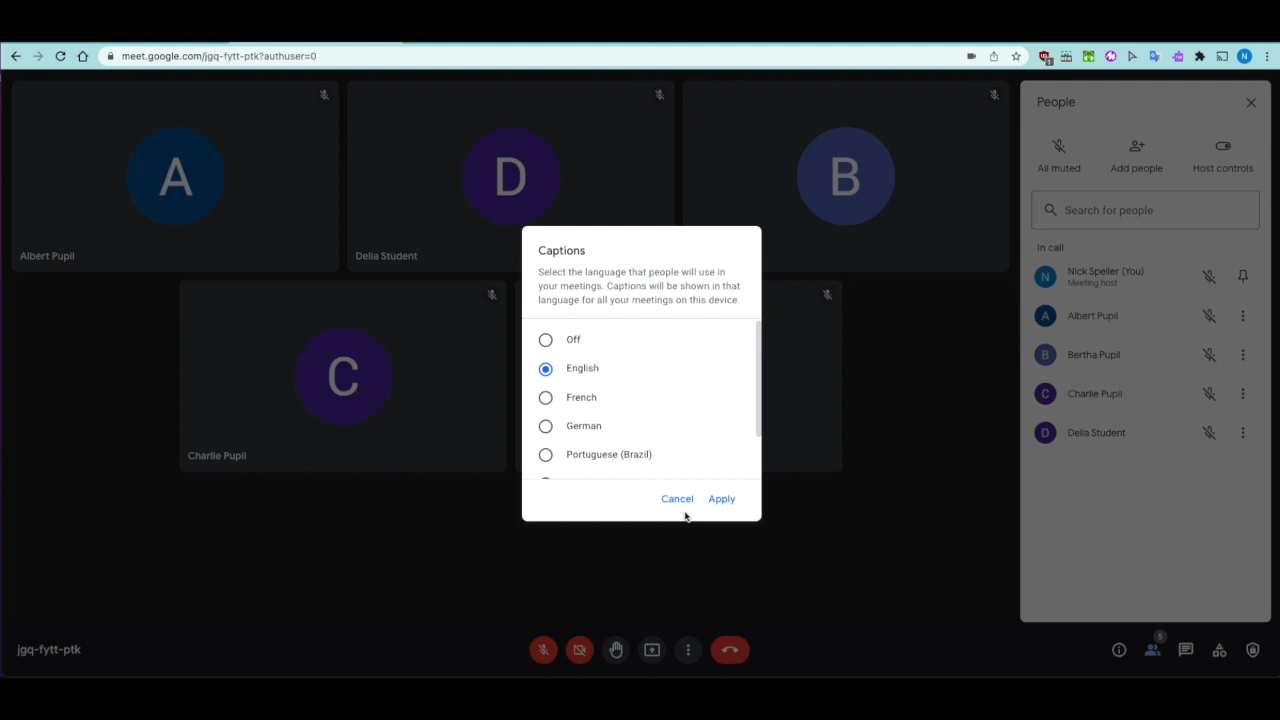 meet.google.com/jgq-fytt-ptk?authuser=0
N
A
Albert Pupil
D
Delia Student
B
C
Charlie Pupil
Captions
Select the language that people will use in
your meetings. Captions will be shown in that
language for all your meetings on this device.
Off
English
French
German
Portuguese (Brazil)
Cancel
Apply
People
All muted
Add people
Host controls
Search for people
In call
N
Nick Speller (You)
Meeting host
A
Albert Pupil
B
Bertha Pupil
C
Charlie Pupil
D
Delia Student
jgq-fytt-ptk
5